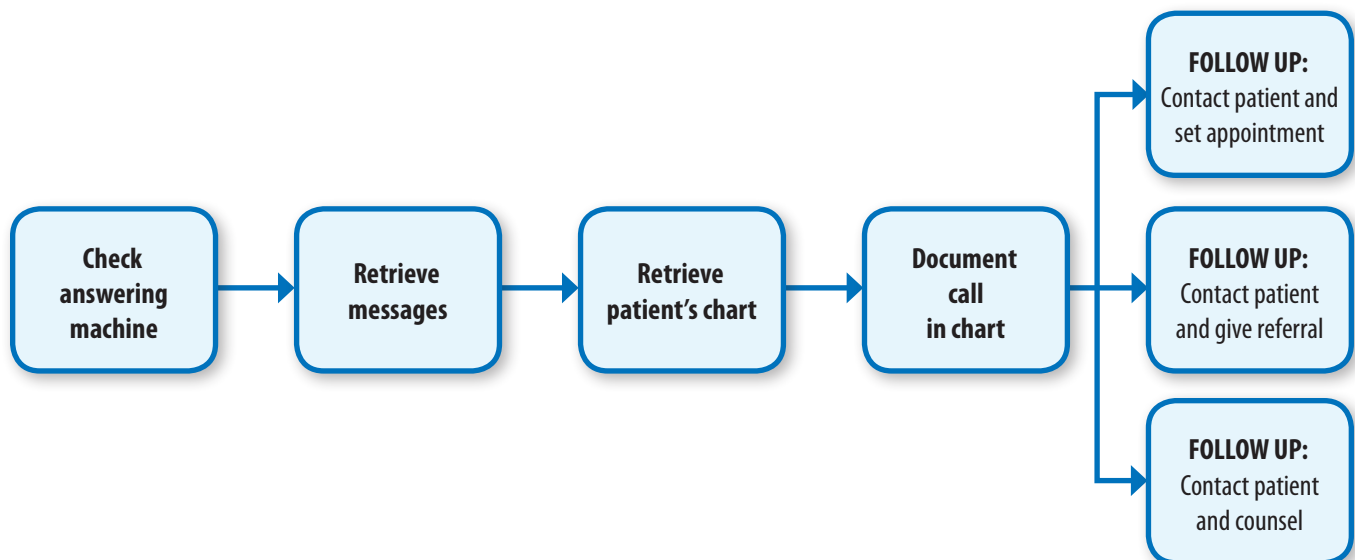 Check
answering
machine
Retrieve
messages
Retrieve
patient’s chart
Document
call
in chart
FOLLOW UP:
Contact patient and
set appointment
FOLLOW UP:
Contact patient
and give referral
FOLLOW UP:
Contact patient
and counsel